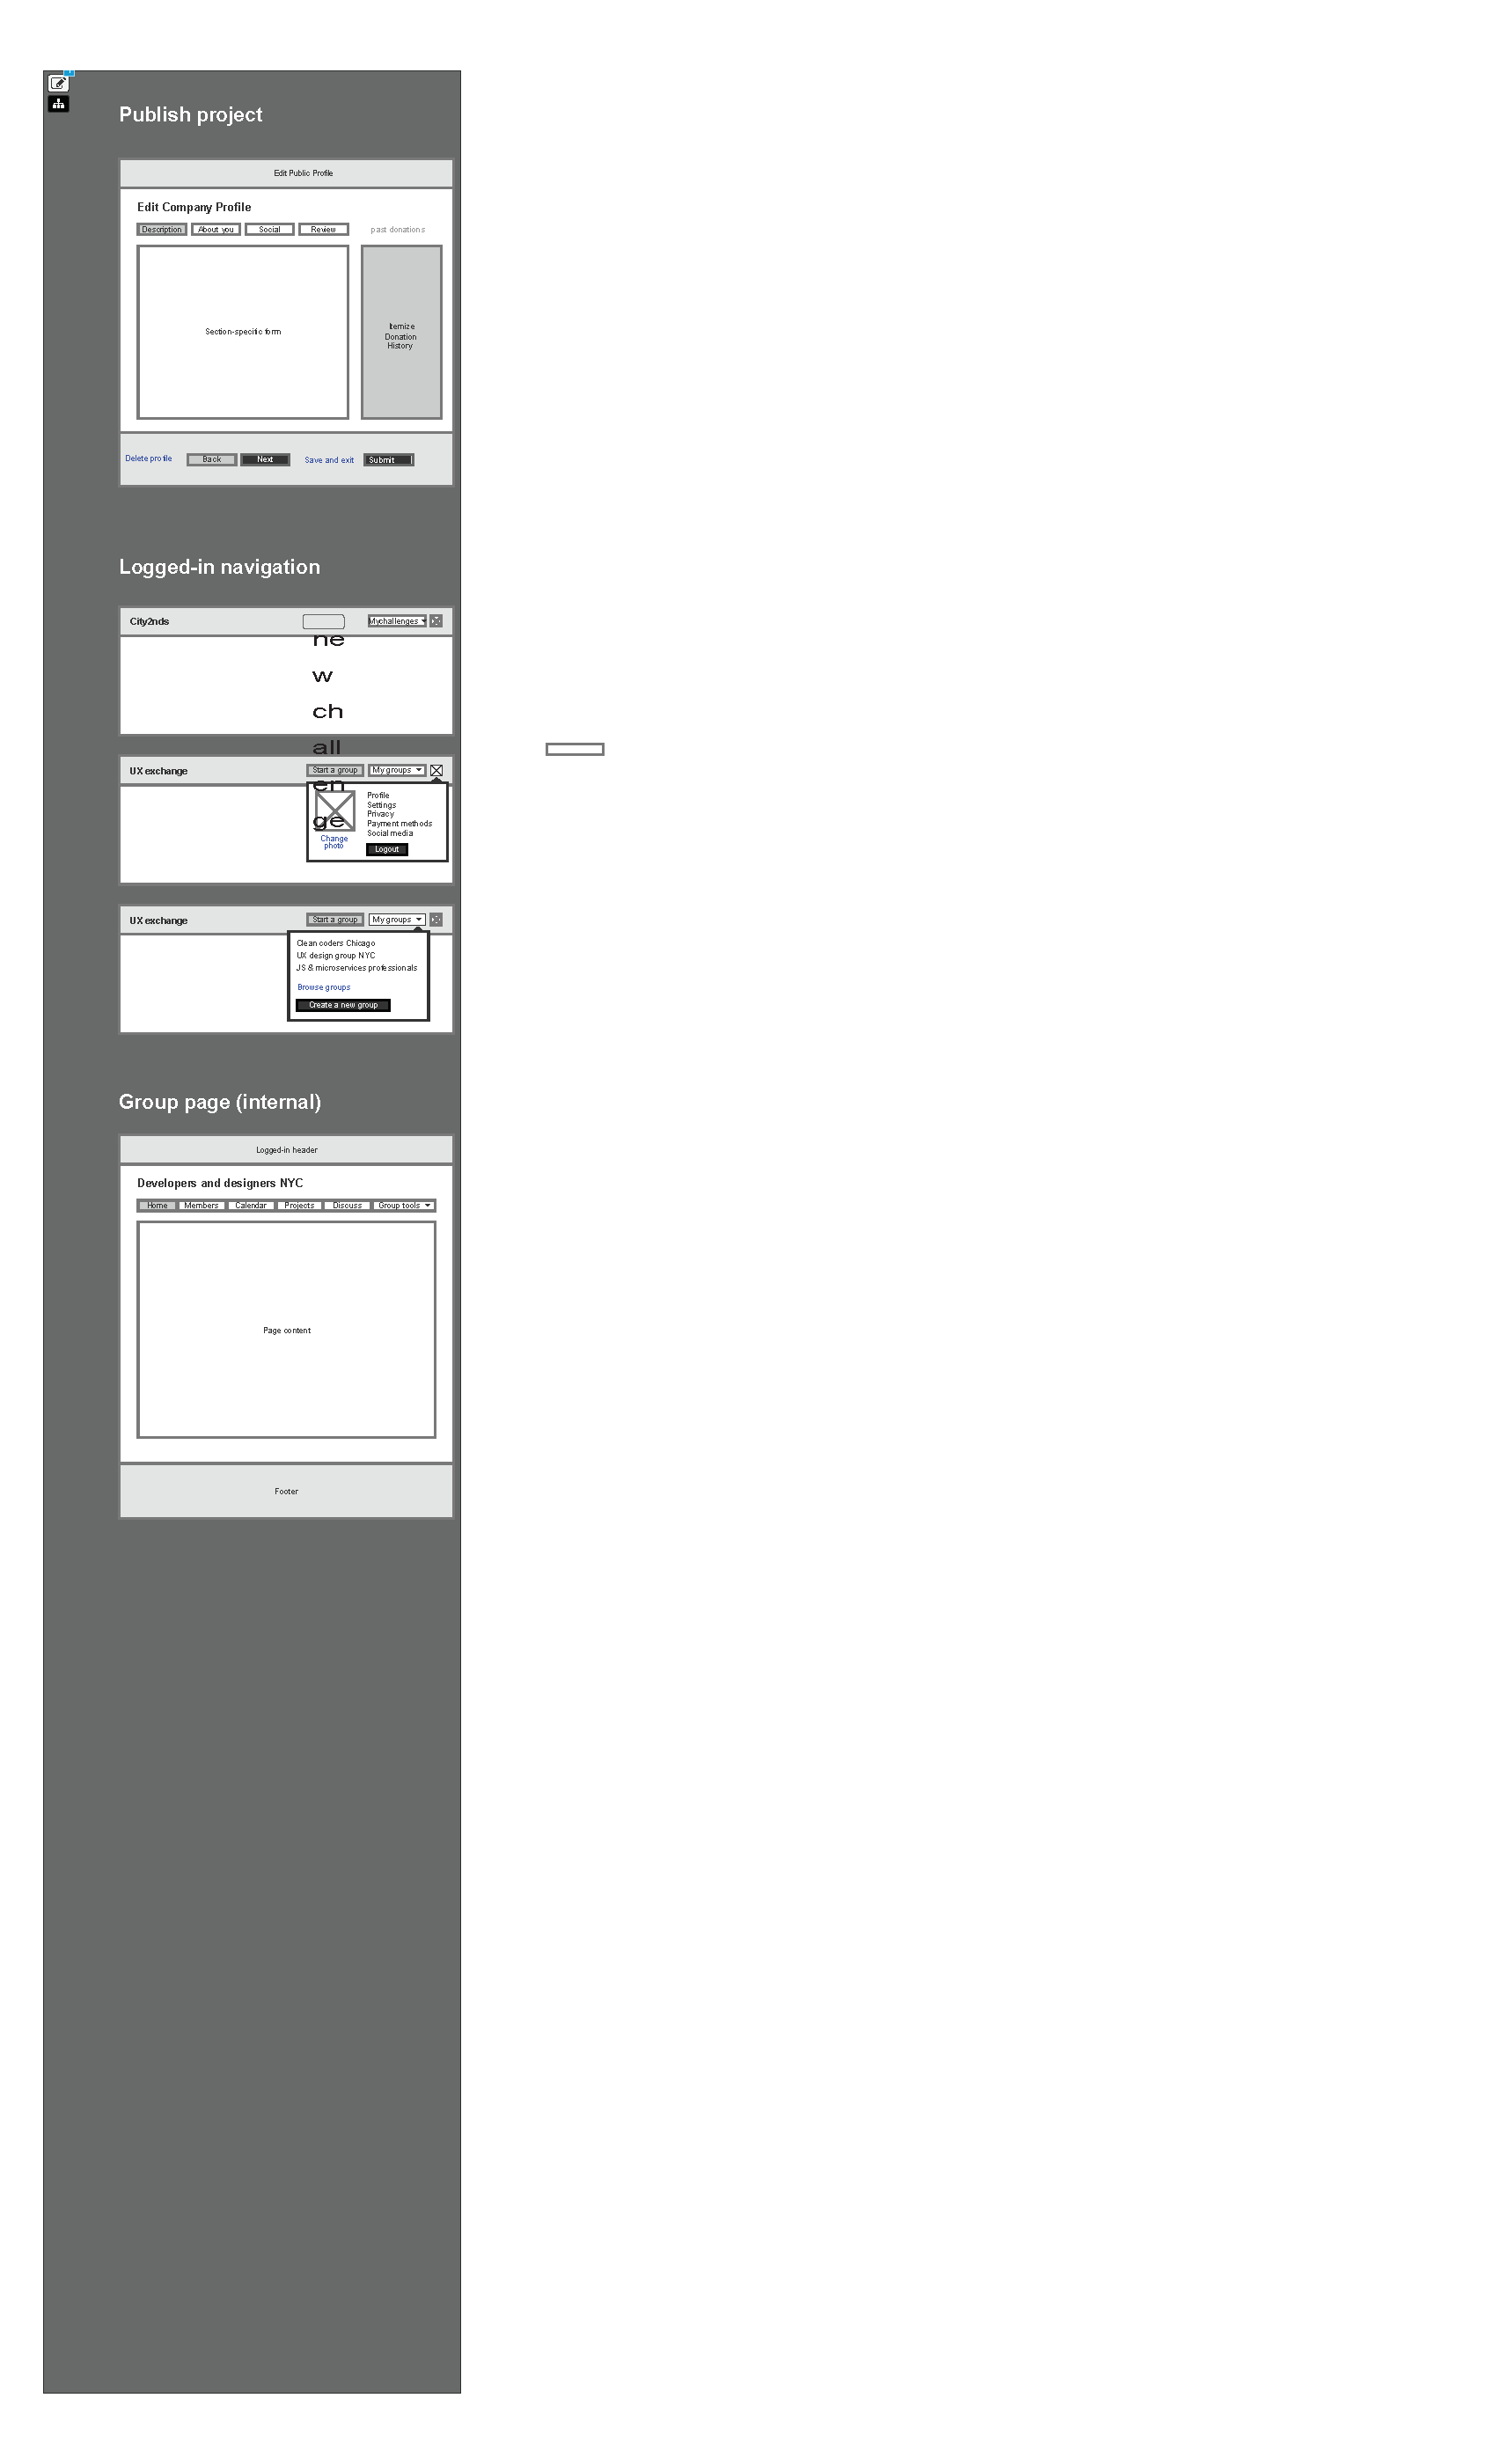 Publish project
Edit Public Profile
Edit Company Profile
Description
About you
Social
Review
past donations
Section-specific form
Itemize
Donation
History
Delete profile
Back
Next
Save and exit
Submit
Logged-in navigation
City2nds
Mychallenges
ne
w
ch
all
en
ge
UX exchange
Start a group
My groups
Profile
Settings
Privacy
Payment methods
Social media
Change
photo
Logout
UX exchange
Start a group
My groups
Clean coders Chicago
UX design group NYC
JS & microservices professionals
Browse groups
Create a new group
Group page (internal)
Logged-in header
Developers and designers NYC
Home
Members
Calendar
Projects
Discuss
Group tools
Page content
Footer